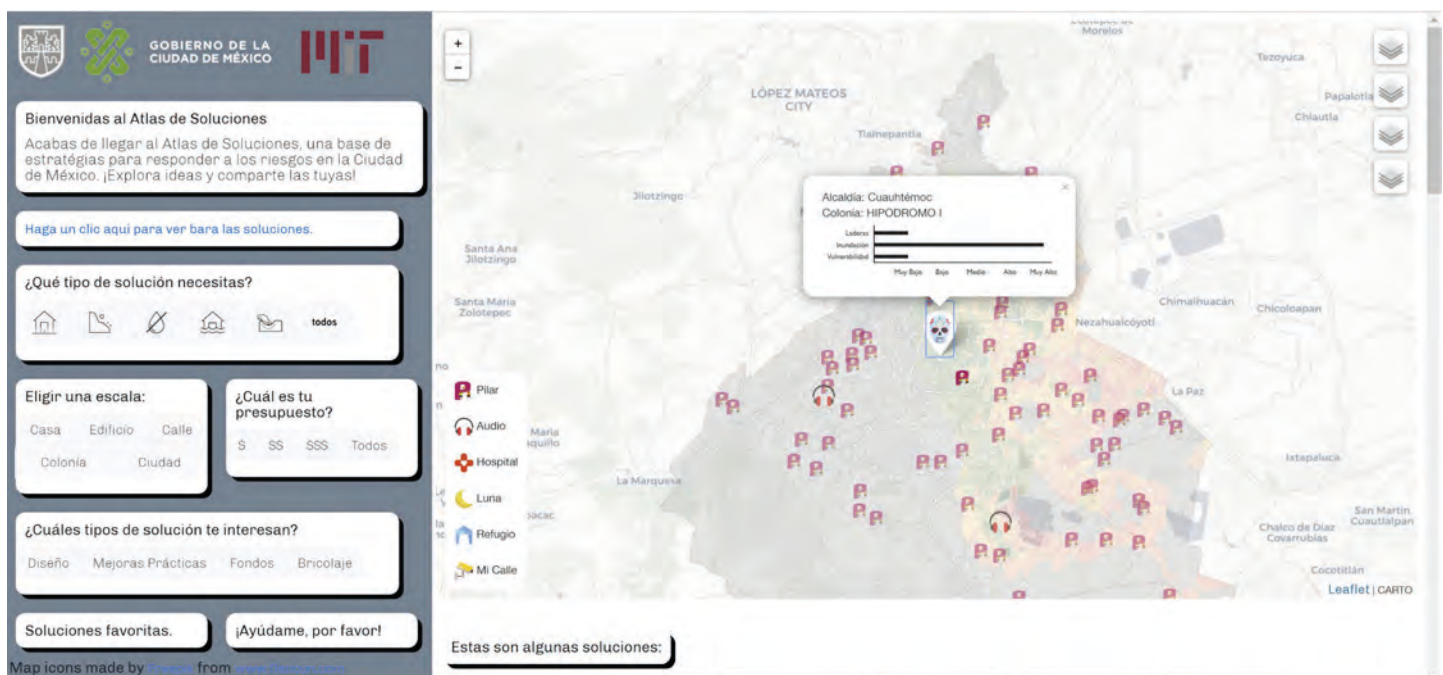 GOBIERNO DE LA
CIUDAD DE MÉXICO
MIT
Bienvenidas al Atlas de Soluciones
Acabas de llegar al Atlas de Soluciones, una base de
estratégias para responder a los riesgos en la Ciudad
de México. ¡Explora ideas y comparte las tuyas!
Haga un clic aqui para ver bara las soluciones.
¿Qué tipo de solución necesitas?
todos
Eligir una escala:
Casa Edificio Calle
Colonia Ciudad
¿Cuál es tu
presupuesto?
S SS SSS Todos
¿Cuáles tipos de solución te interesan?
Diseño Mejoras Prácticas Fondos Bricolaje
Soluciones favoritas.
¡Ayúdame, por favor!
Map icons made by
from
+
-
Morelos
Tezoyuca
LÓPEZ MATEOS
CITY
Papalotla
Chiautla
Tlalnepantla
Jilotzingo
Alcaldía: Cuauhtémoc
Colonia: HIPODROMO I
Laderas
Inundación
Vulnerabilidad
Muy Bajo Bajo Medio Alto Muy Alto
×
Santa Ana
Jilotzingo
Santa María
Zolotepec
Chimalhuacán
Chicoloapan
Nezahualcóyotl
La Paz
Pilar
Audio
Hospital
Luna
Refugio
Mi Calle
La Marquesa
Ixtapaluca
San Martín
Cuautlalpan
Chalco de Díaz
Covarrubias
Cocotitlán
Leaflet | CARTO
Estas son algunas soluciones: